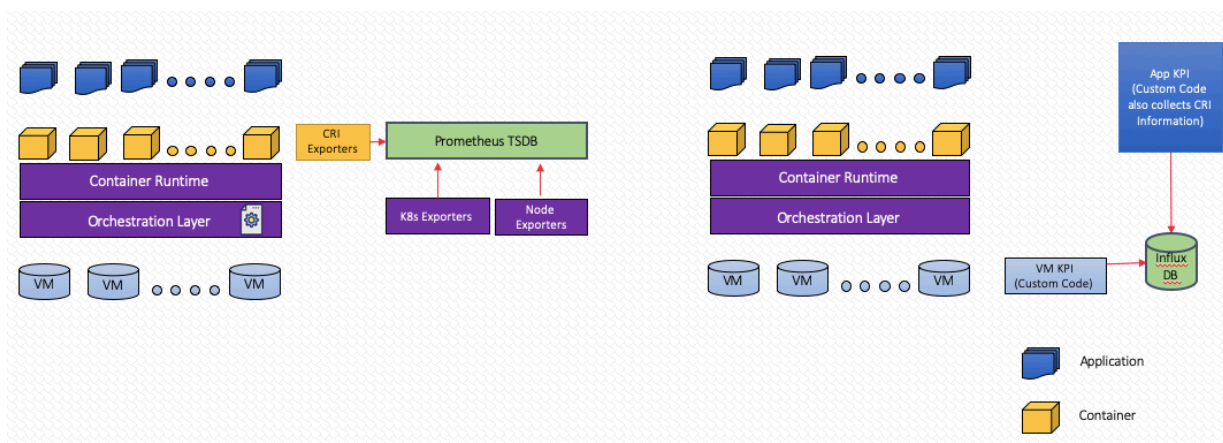 CRI
Exporters
Prometheus TSDB
Container Runtime
Orchestration Layer
K8s Exporters
Node
Exporters
VM
VM
VM
App KPI
(Custom Code
also collects CRI
Information)
Container Runtime
Orchestration Layer
VM
VM
VM
VM KPI
(Custom Code)
Influx
DB
Application
Container